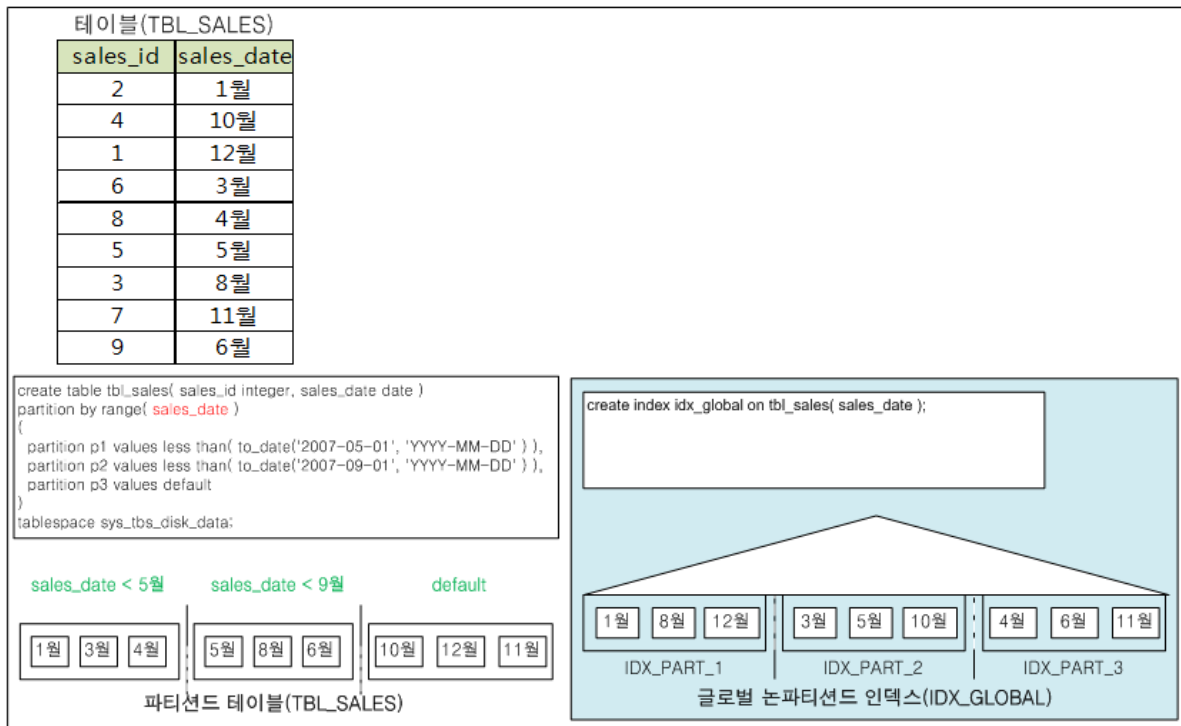 테이블(TBL_SALES)
sales_id sales_date
2 1월
4 10월
1 12월
6 3월
8 4월
5 5월
3 8월
7 11월
9 6월
create table tbl_sales( sales_id integer, sales_date date )
partition by range( sales_date )
{
partition p1 values less than( to_date('2007-05-01', 'YYYY-MM-DD' ) ),
partition p2 values less than( to_date('2007-09-01', 'YYYY-MM-DD' ) ),
partition p3 values default
}
tablespace sys_tbs_disk_data;
sales_date < 5월 sales_date < 9월 default
1월 3월 4월 5월 8월 6월 10월 12월 11월
파티션드 테이블(TBL_SALES)
create index idx_global on tbl_sales( sales_date );
1월 8월 12월 3월 5월 10월 4월 6월 11월
IDX_PART_1 IDX_PART_2 IDX_PART_3
글로벌 논파티션드 인덱스(IDX_GLOBAL)